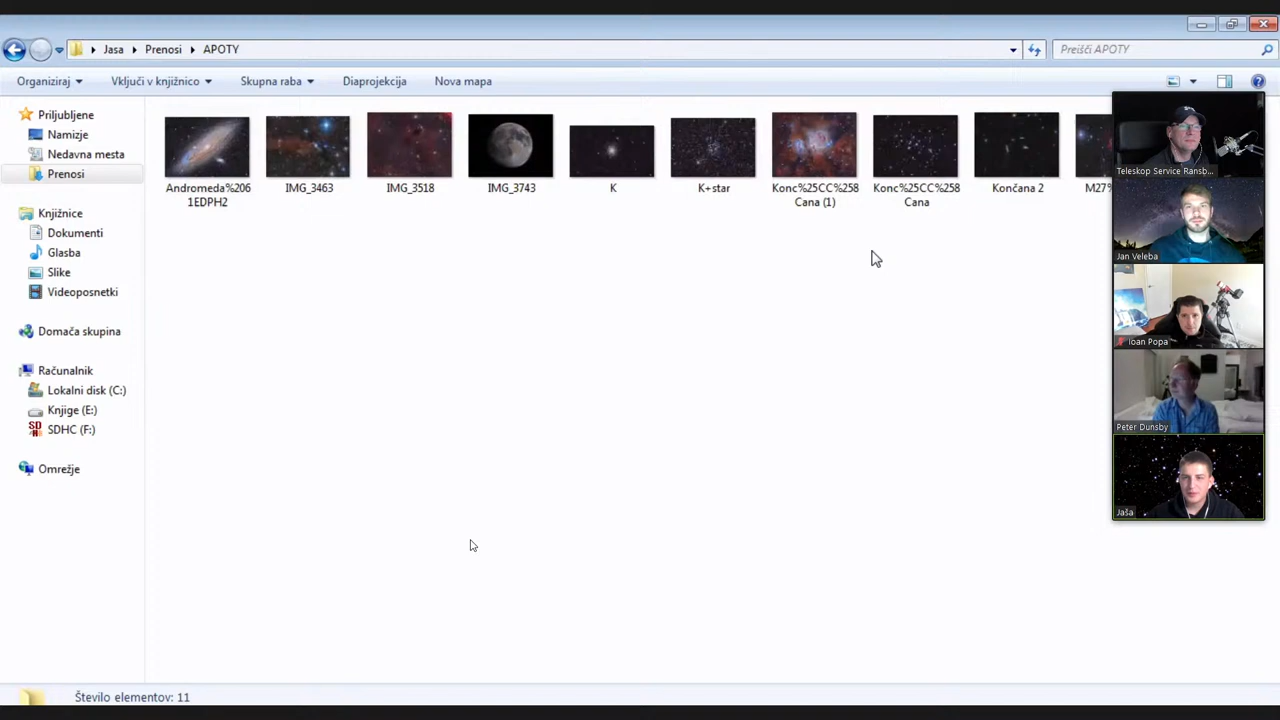 Jasa Prenosi APOTY
Preišči APOTY
Organiziraj Vključi v knjižnico Skupna raba Diaprojekcija Nova mapa
Priljubljene
Namizje
Nedavna mesta
Prenosi
Knjižnice
Dokumenti
Glasba
Slike
Videoposnetki
Domača skupina
Računalnik
Lokalni disk (C:)
Knjige (E:)
SDHC (F:)
Omrežje
Andromeda%206
1EDPH2
IMG_3463
IMG_3518
IMG_3743
K
K+star
Konc%25CC%258
Cana (1)
Konc%25CC%258
Cana
Končana 2
M27%
Teleskop Service Ransb...
Jan Veleba
Ioan Popa
Peter Dunsby
Jaša
Število elementov: 11